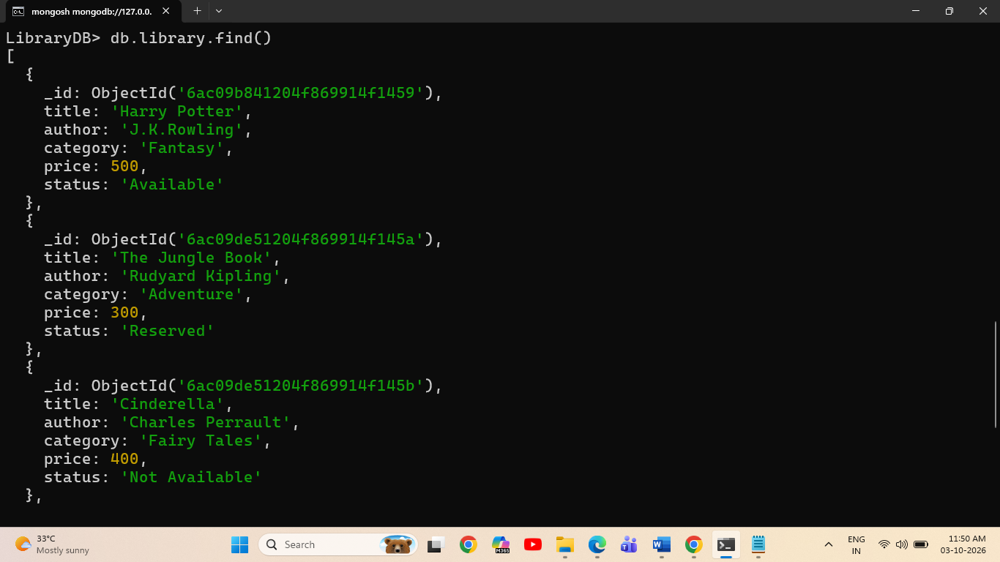 mongosh mongodb://127.0.0.
LibraryDB> db.library.find()
[
  {
    _id: ObjectId('6ac09b841204f869914f1459'),
    title: 'Harry Potter',
    author: 'J.K.Rowling',
    category: 'Fantasy',
    price: 500,
    status: 'Available'
  },
  {
    _id: ObjectId('6ac09de51204f869914f145a'),
    title: 'The Jungle Book',
    author: 'Rudyard Kipling',
    category: 'Adventure',
    price: 300,
    status: 'Reserved'
  },
  {
    _id: ObjectId('6ac09de51204f869914f145b'),
    title: 'Cinderella',
    author: 'Charles Perrault',
    category: 'Fairy Tales',
    price: 400,
    status: 'Not Available'
  },
33°C
Mostly sunny
Search
M365
ENG
IN
11:50 AM
03-10-2026